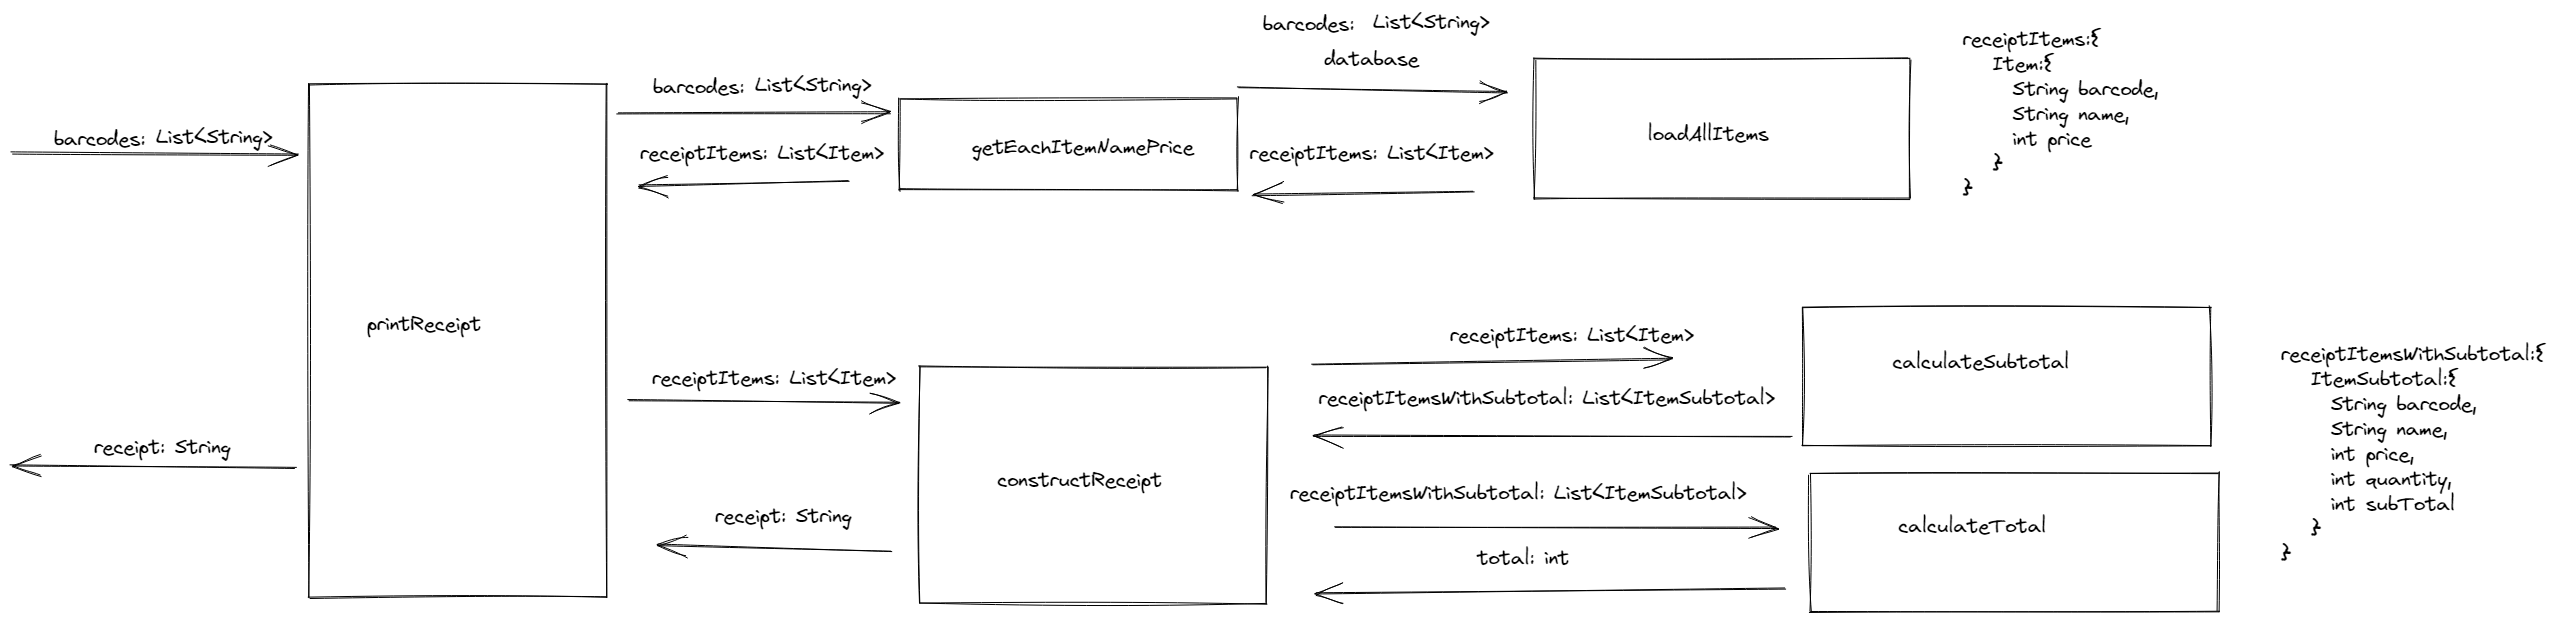 barcodes: List<String>
database
receiptItems:{
Item:{
String barcode,
String name,
int price
}
}
barcodes: List<String>
barcodes: List<String>
receiptItems: List<Item>
getEachItemNamePrice
receiptItems: List<Item>
loadAllItems
printReceipt
receiptItems: List<Item>
receiptItems: List<Item>
calculateSubtotal
receiptItemsWithSubtotal: List<ItemSubtotal>
receiptItemsWithSubtotal:{
ItemSubtotal:{
String barcode,
String name,
int price,
int quantity,
int subTotal
}
}
receipt: String
constructReceipt
receipt: String
receiptItemsWithSubtotal: List<ItemSubtotal>
calculateTotal
total: int